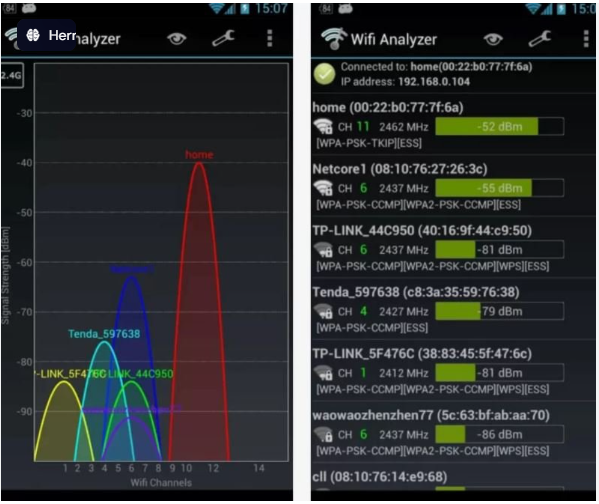 84
15:07
Herr
alyzer
2.4G
-30
-40
-50
-60
-70
-80
-90
Signal Strength [dBm]
home
Tenda_597638
-LINK_5F476C
LINK_44C950
1 2 3 4 5 6 7 8 9 10 12 14
Wifi Channels
84
15:0
Wifi Analyzer
Connected to: home(00:22:b0:77:7f:6a)
IP address: 192.168.0.104
home (00:22:b0:77:7f:6a)
CH 11 2462 MHz -52 dBm
[WPA-PSK-TKIP][ESS]
Netcore1 (08:10:76:27:26:3c)
CH 6 2437 MHz -55 dBm
[WPA-PSK-CCMP][WPA2-PSK-CCMP][ESS]
TP-LINK_44C950 (40:16:9f:44:c9:50)
CH 6 2437 MHz -81 dBm
[WPA-PSK-CCMP][WPA2-PSK-CCMP][WPS][ESS]
Tenda_597638 (c8:3a:35:59:76:38)
CH 4 2427 MHz -79 dBm
[WPA-PSK-CCMP][ESS]
TP-LINK_5F476C (38:83:45:5f:47:6c)
CH 1 2412 MHz -81 dBm
[WPA-PSK-CCMP][WPA2-PSK-CCMP][WPS][ESS]
waowaozhenzhen77 (5c:63:bf:ab:aa:70)
CH 6 2437 MHz -86 dBm
[WPA-PSK-CCMP][WPA2-PSK-CCMP][WPS][ESS]
cll (08:10:76:14:e9:68)